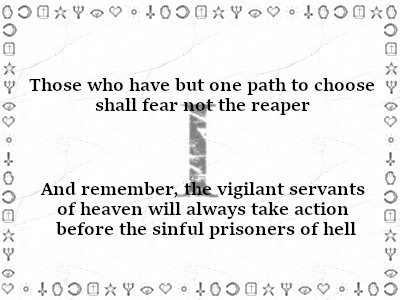 Those who have but one path to choose
shall fear not the reaper
I
And remember, the vigilant servants
of heaven will always take action
before the sinful prisoners of hell